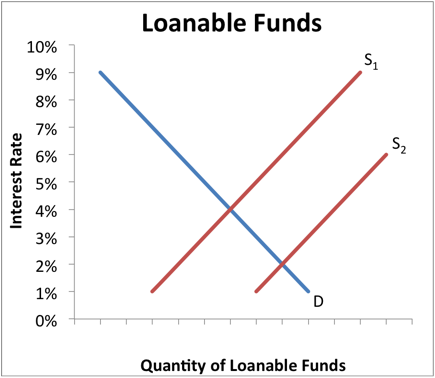 Loanable Funds
10%
9%
8%
7%
6%
5%
4%
3%
2%
1%
0%
Interest Rate
S1
S2
D
Quantity of Loanable Funds